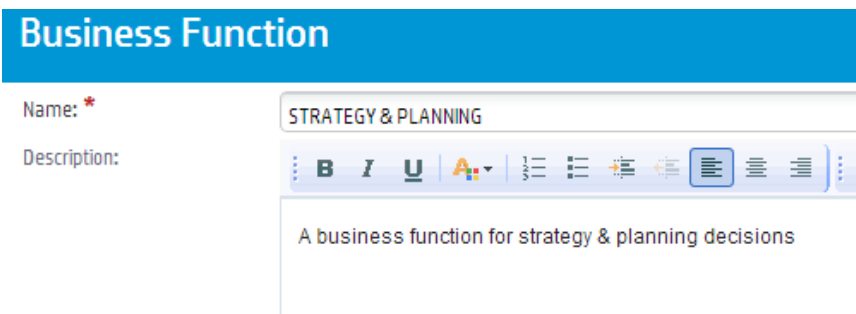 Business Function
Name: *
STRATEGY & PLANNING
Description:
B I U A
A business function for strategy & planning decisions